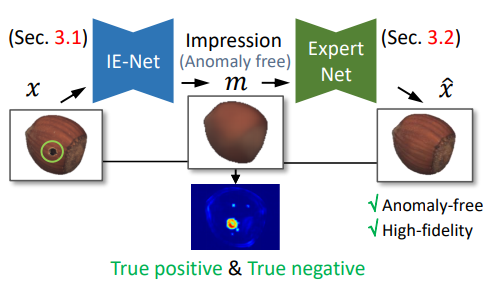 (Sec. 3.1)
IE-Net
Impression
(Anomaly free)
Expert
Net
(Sec. 3.2)
x
m
x̂
√ Anomaly-free
√ High-fidelity
True positive & True negative